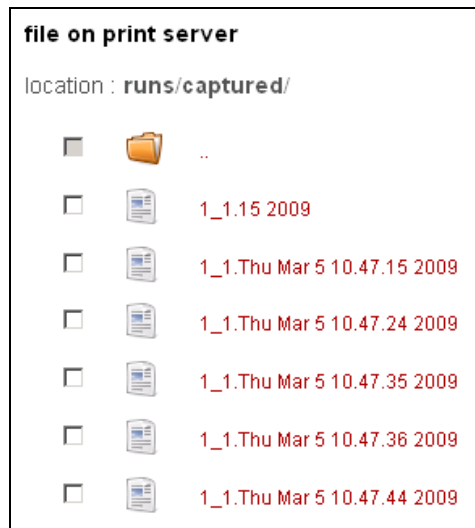 file on print server
location : runs/captured/
..
1_1.15 2009
1_1.Thu Mar 5 10.47.15 2009
1_1.Thu Mar 5 10.47.24 2009
1_1.Thu Mar 5 10.47.35 2009
1_1.Thu Mar 5 10.47.36 2009
1_1.Thu Mar 5 10.47.44 2009